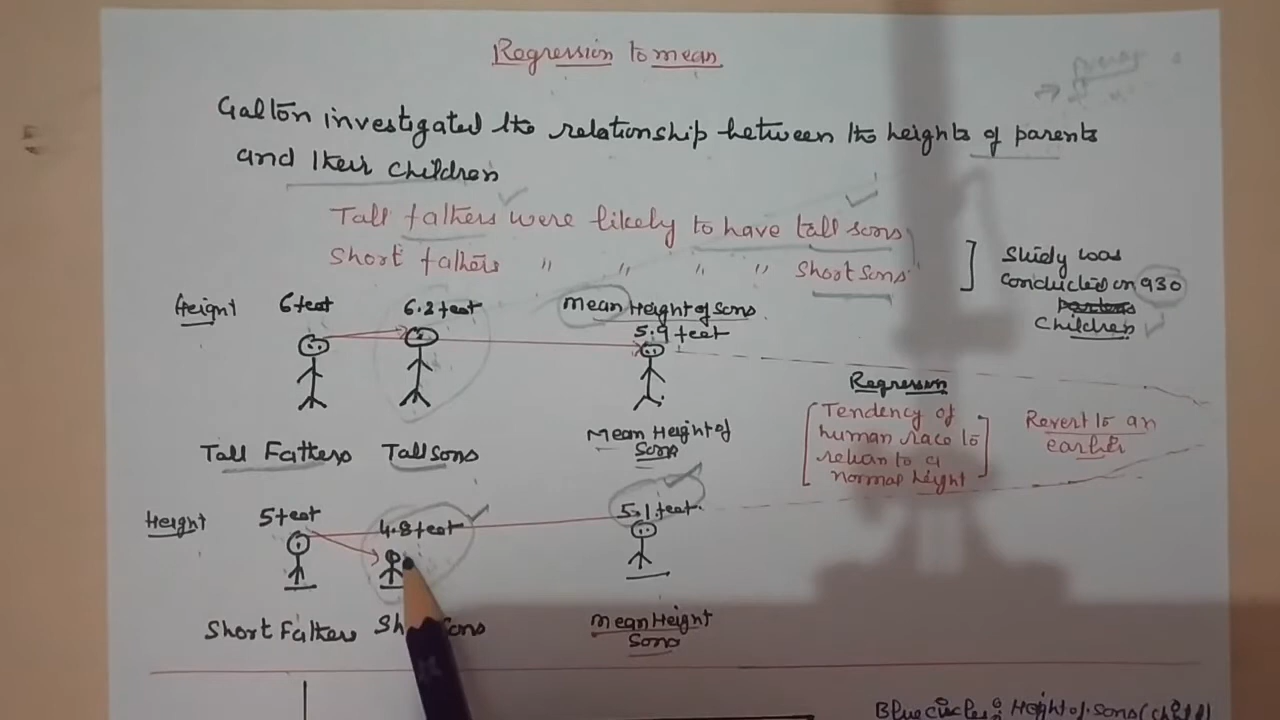 Regression to mean
Galton investigated the relationship between the heights of parents
and their children
Tall fathers were likely to have tall sons
Short fathers " " " " Short sons
Study was
conducted on 930
Children
Height 6 feet 6.2 feet mean Height of sons
5.9 feet
Tall Fathers Tall sons Mean Height of
Sons
Regression
Tendency of
human race to
return to a
normal height
Revert to an
earlier
Height 5 feet 4.8 feet 5.1 feet
Short Fathers Sh sons mean Height
Sons
Blue circles: Height of sons (child)